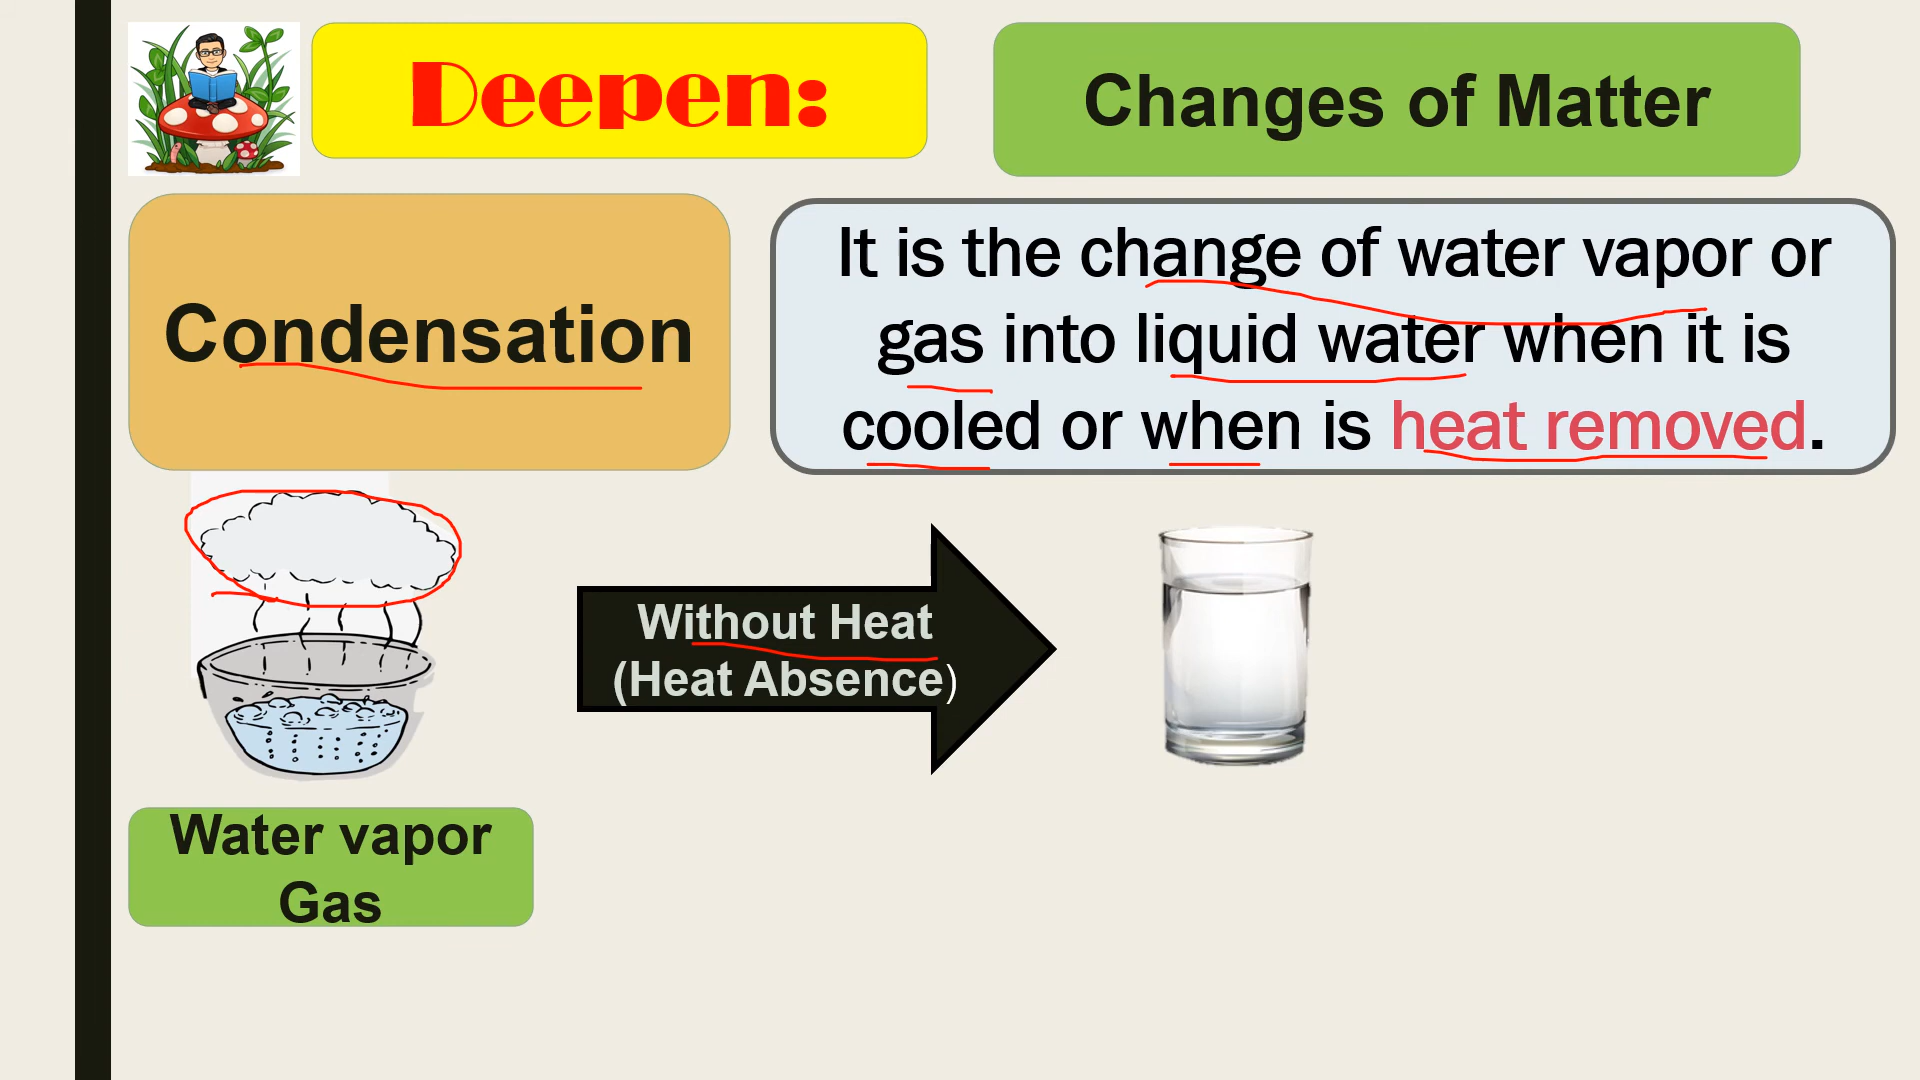 Deepen:
Changes of Matter
Condensation
It is the change of water vapor or
gas into liquid water when it is
cooled or when is heat removed.
Without Heat
(Heat Absence)
Water vapor
Gas